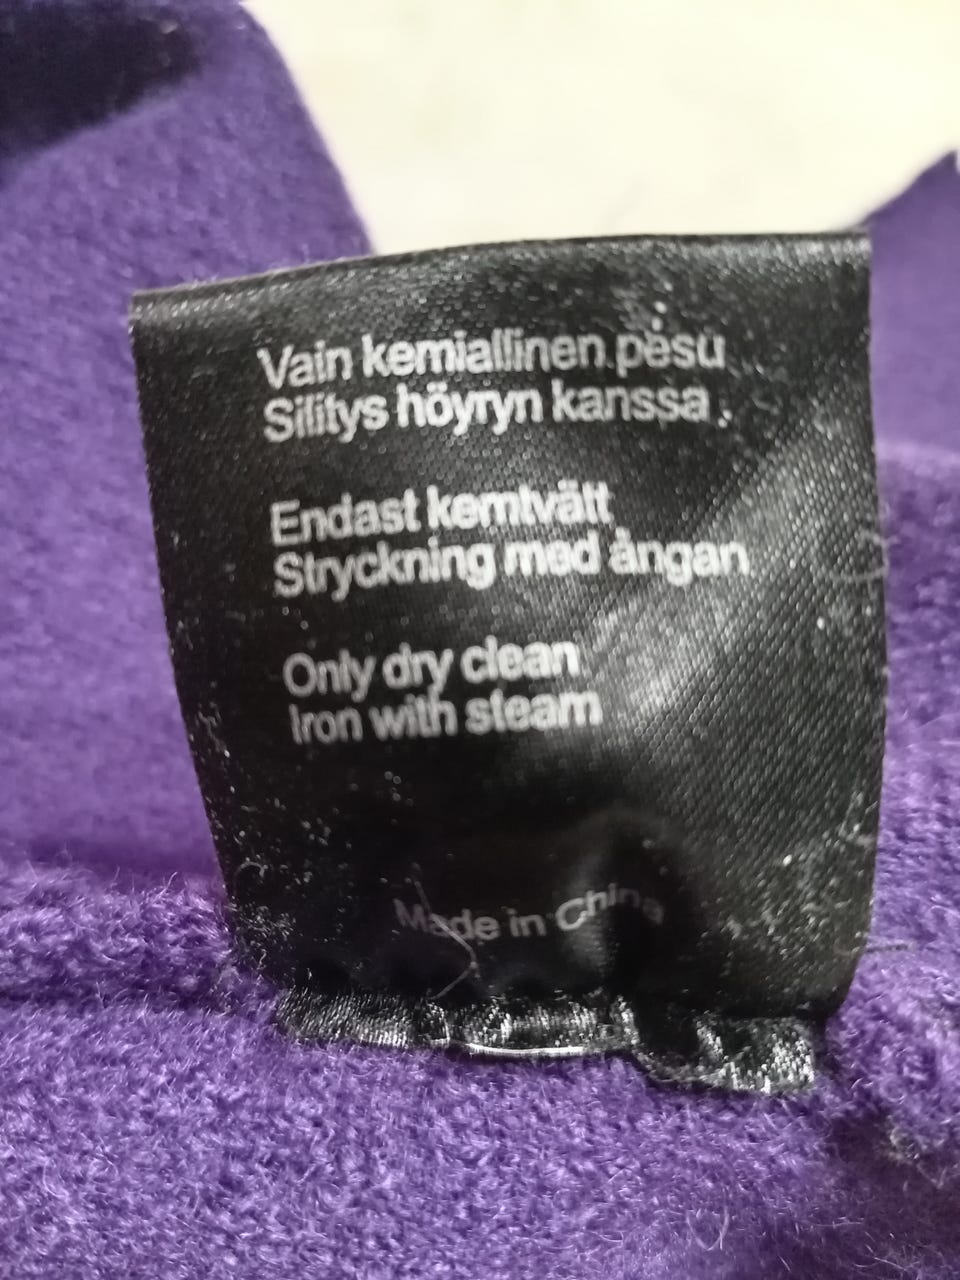 Vain kemiallinen pesu
Silitys höyryn kanssa
Endast kemtvätt
Stryckning med ångan
Only dry clean
Iron with steam
Made in China